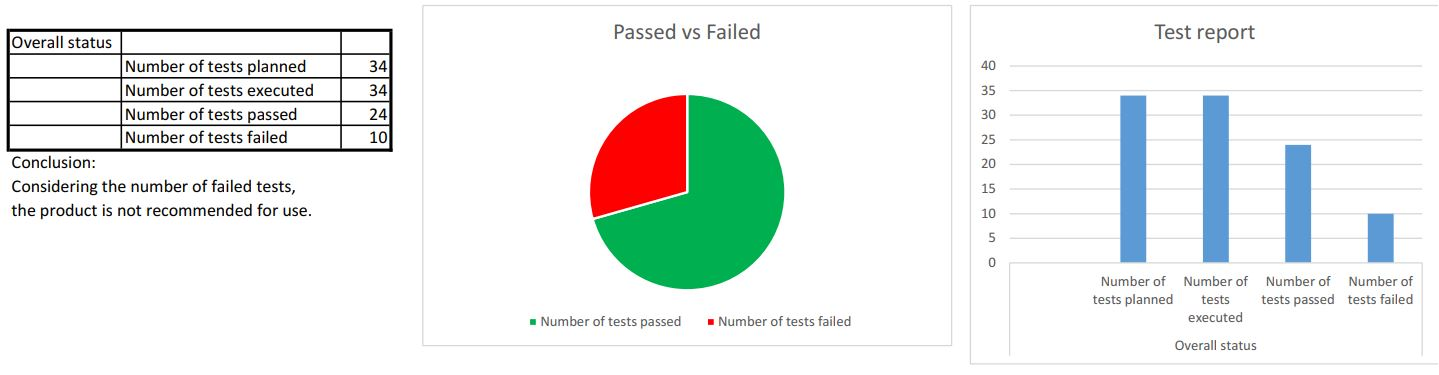 Overall status
Number of tests planned 34
Number of tests executed 34
Number of tests passed 24
Number of tests failed 10
Conclusion:
Considering the number of failed tests,
the product is not recommended for use.
Passed vs Failed
Number of tests passed Number of tests failed
Test report
40
35
30
25
20
15
10
5
0
Number of tests planned
Number of tests executed
Number of tests passed
Number of tests failed
Overall status